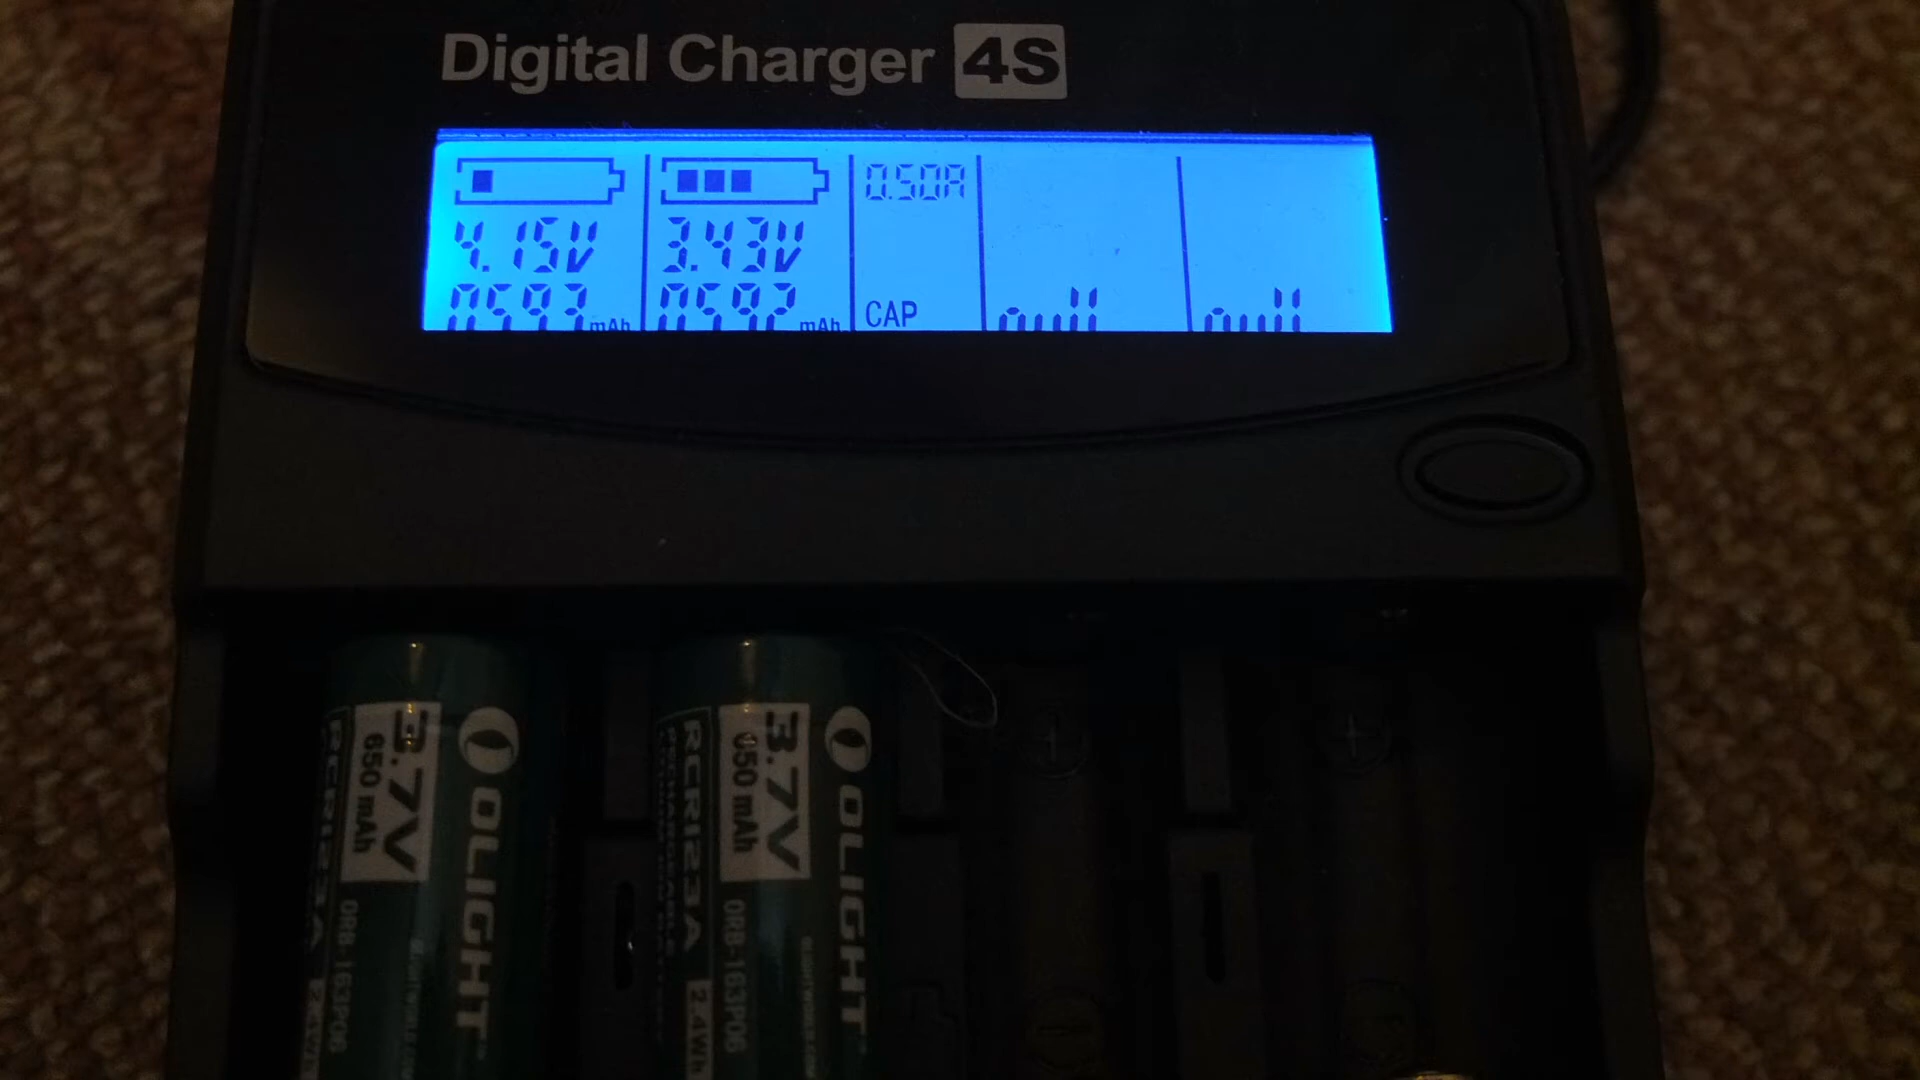 Digital Charger 4S
0.50A
4.15V 3.43V
mAh mAh CAP null null
3.7V
650 mAh
OLIGHT
RCR123A
ORB-163P06
3.7V
650 mAh
OLIGHT
RCR123A
RECHARGEABLE
ORB-163P06
2.4Wh